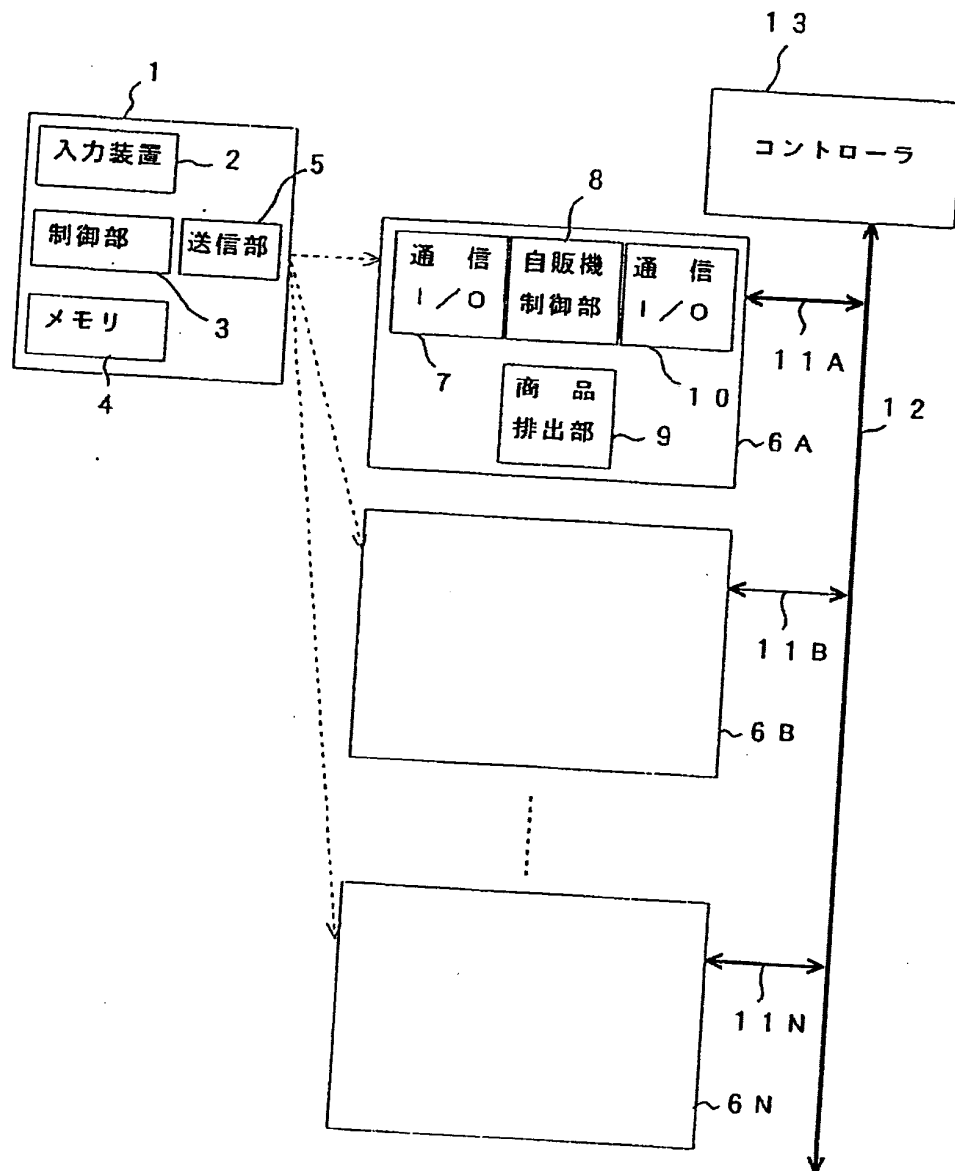 13
コントローラ
1
入力装置
2
5
制御部
送信部
3
メモリ
4
8
通信
I/O
自販機
制御部
通信
I/O
7
10
商品
排出部
9
6A
11A
12
11B
6B
11N
6N